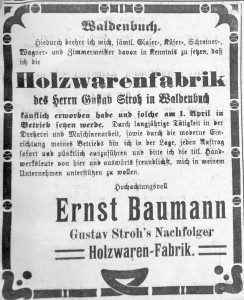 Waldenbuch.
Hiedurch beehre ich mich, sämtl. Glaser-, Küfer-, Schreiner-,
Wagner- und Zimmermeister davon in Kenntnis zu setzen, daß
ich die
Holzwarenfabrik
des Herrn Gustav Stroh in Waldenbuch
käuflich erworben habe und solche am 1. April in
Betrieb setzen werde. Durch langjährige Tätigkeit in der
Dreherei und Maschinenarbeit, sowie durch die moderne Ein-
richtung meines Betriebs bin ich in der Lage, jeden Auftrag
sofort und pünktlich auszuführen und bitte ich die titl. Hand-
werksleute von hier und auswärts freundlichst, mich in meinem
Unternehmen unterstützen zu wollen.
Hochachtungsvoll
Ernst Baumann
Gustav Stroh's Nachfolger
Holzwaren-Fabrik.